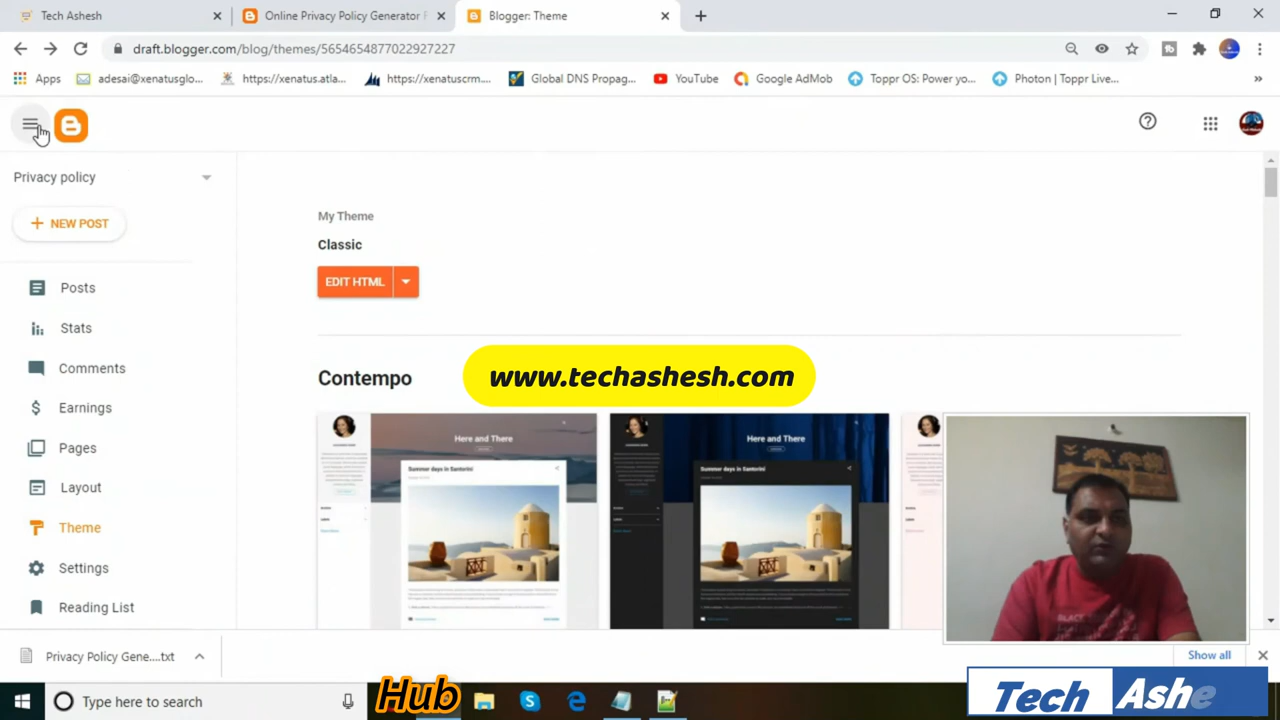 Tech Ashesh
Online Privacy Policy Generator F
Blogger: Theme
draft.blogger.com/blog/themes/5654654877022927227
Apps
adesai@xenatusglo...
https://xenatus.atla...
https://xenatuscrm....
Global DNS Propag...
YouTube
Google AdMob
Toppr OS: Power yo...
Photon | Toppr Live...
»
Privacy policy
+ NEW POST
Posts
Stats
Comments
Earnings
Pages
Layout
Theme
Settings
Reading List
My Theme
Classic
EDIT HTML
Contempo
www.techashesh.com
Here and There
Summer days in Santorini
Here and There
Summer days in Santorini
Privacy Policy Gene....txt
Show all
Type here to search
Hub
Tech Ashe